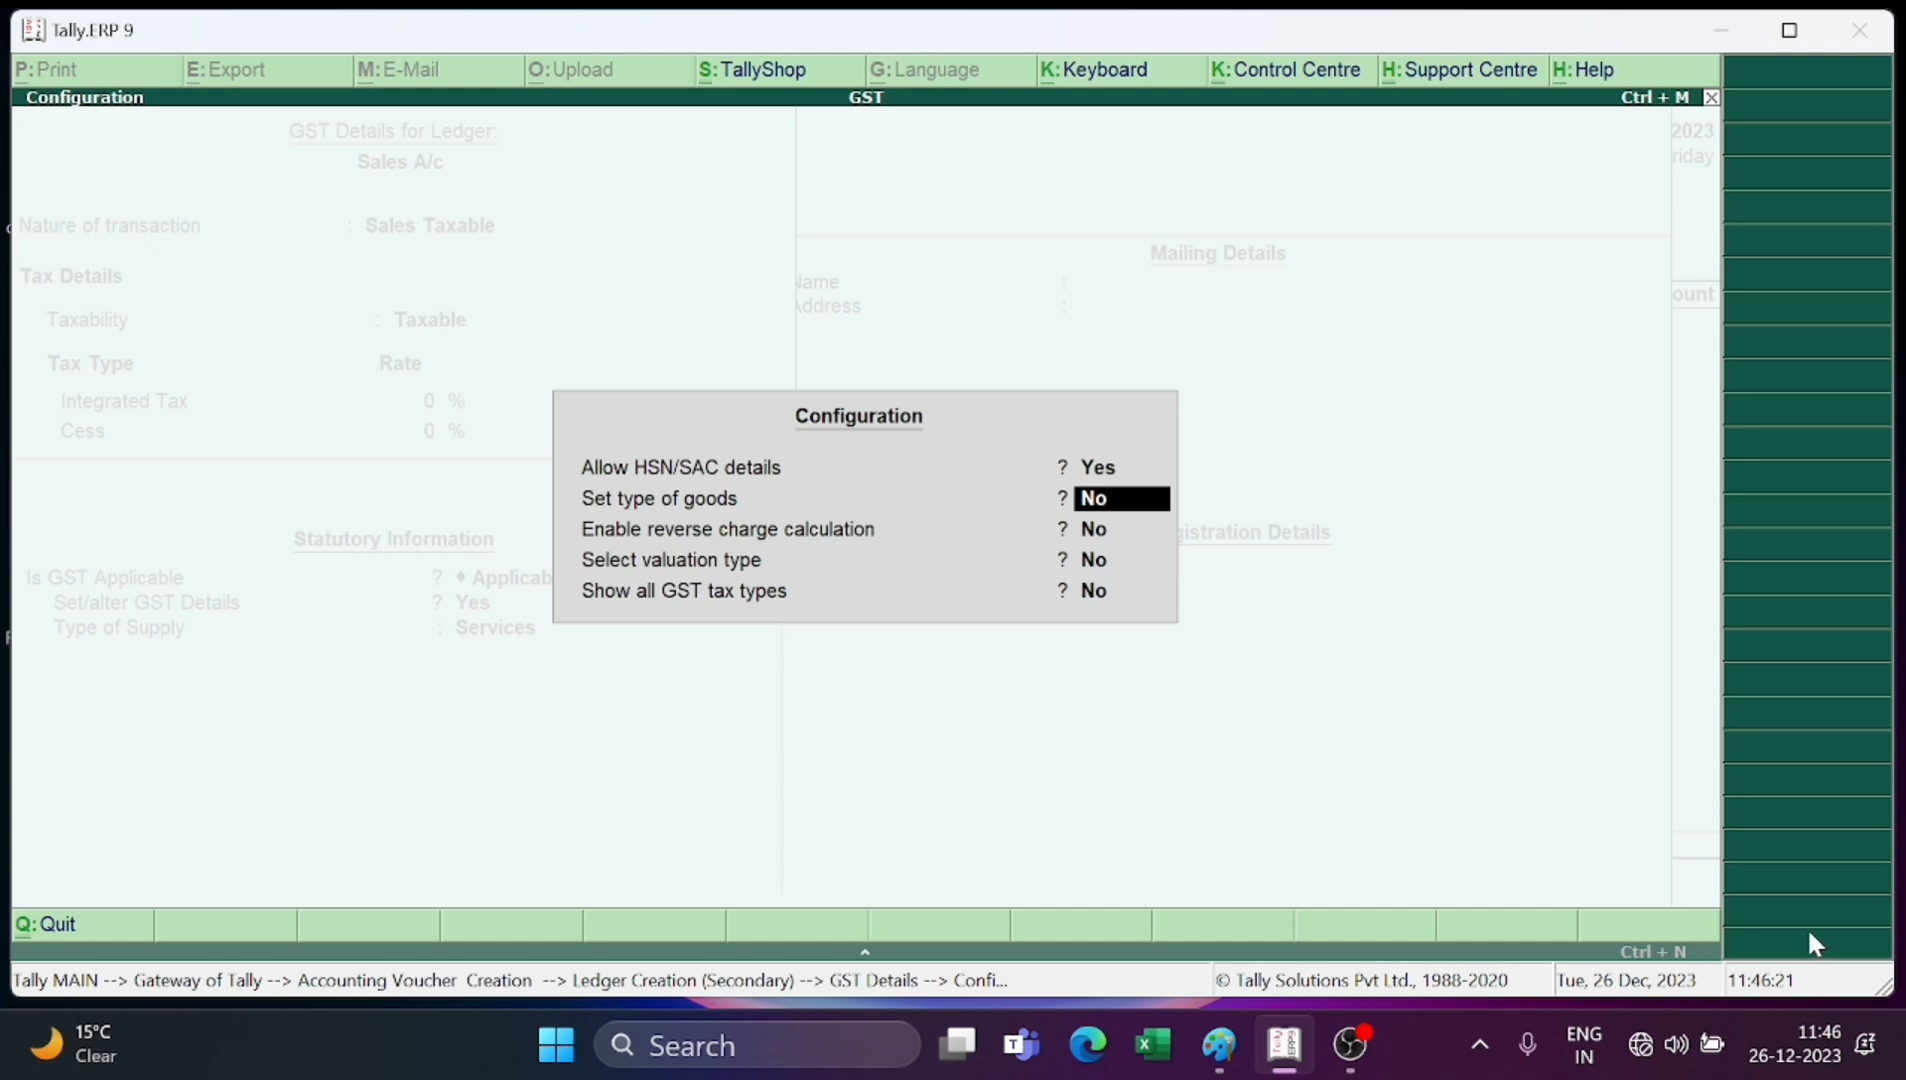 Tally.ERP 9
P: Print E: Export M: E-Mail O: Upload S: TallyShop G: Language K: Keyboard K: Control Centre H: Support Centre H: Help
Configuration GST Ctrl + M
GST Details for Ledger:
Sales A/c
2023
riday
Nature of transaction : Sales Taxable
Mailing Details
Tax Details
Name :
Address :
ount
Taxability : Taxable
Tax Type Rate
Integrated Tax 0 %
Cess 0 %
Configuration
Allow HSN/SAC details ? Yes
Set type of goods ? No
Enable reverse charge calculation ? No
Select valuation type ? No
Show all GST tax types ? No
Statutory Information
gistration Details
Is GST Applicable ? ♦ Applicab
Set/alter GST Details ? Yes
Type of Supply : Services
Q: Quit
Ctrl + N
Tally MAIN --> Gateway of Tally --> Accounting Voucher Creation --> Ledger Creation (Secondary) --> GST Details --> Confi... © Tally Solutions Pvt Ltd., 1988-2020 Tue, 26 Dec, 2023 11:46:21
15°C
Clear
Search
ENG
IN
11:46
26-12-2023